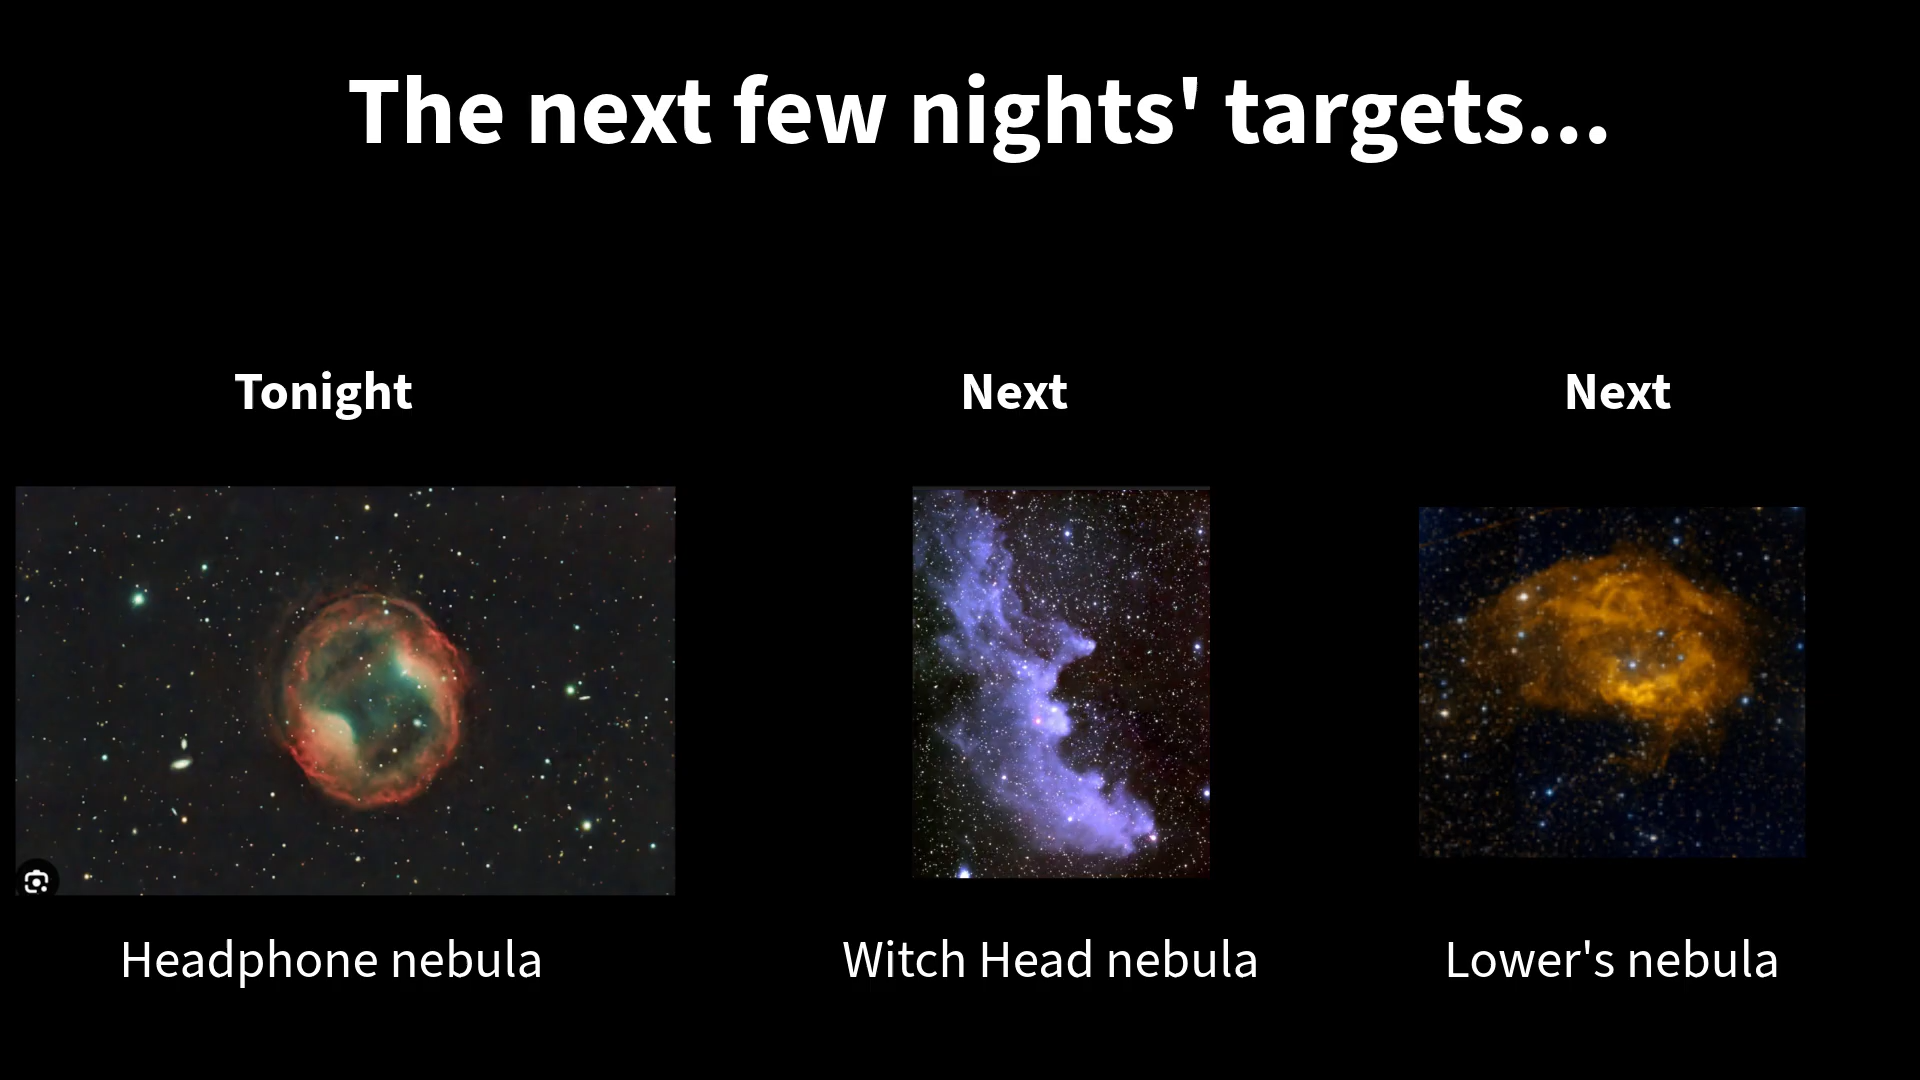 The next few nights' targets...
Tonight
Next
Next
Headphone nebula
Witch Head nebula
Lower's nebula